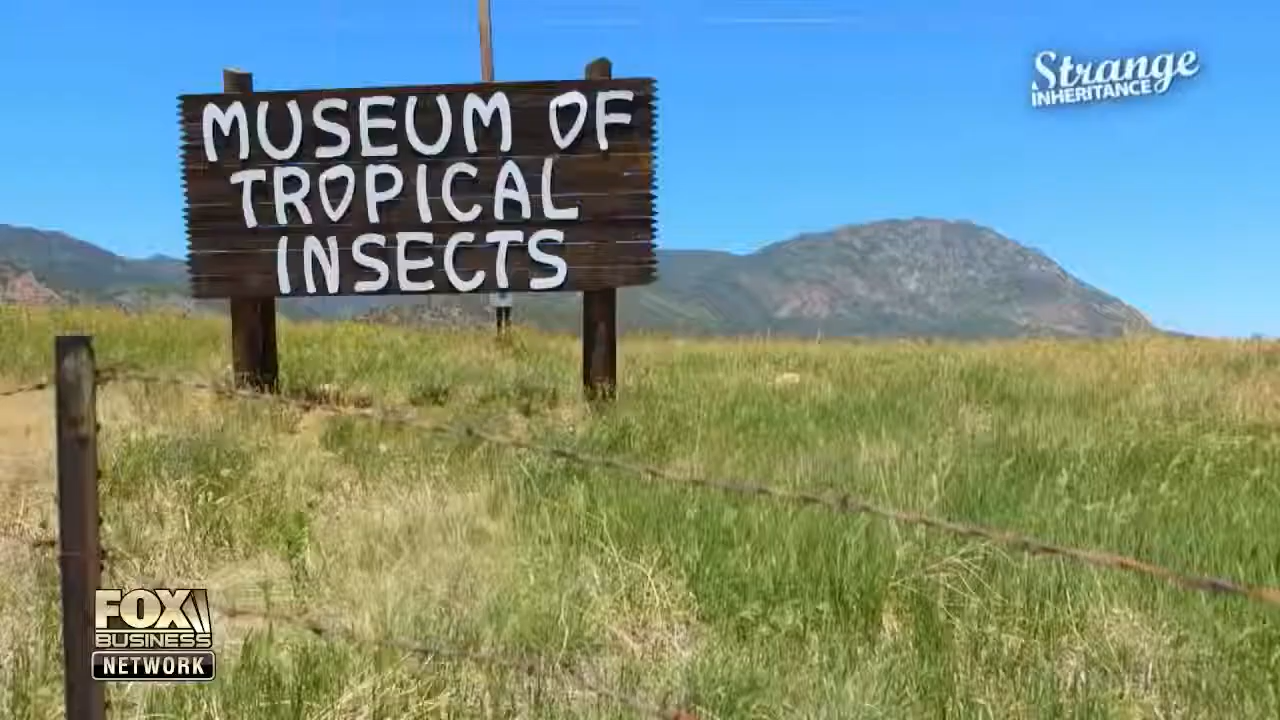 Strange
INHERITANCE
MUSEUM OF
TROPICAL
INSECTS
FOX
BUSINESS
NETWORK